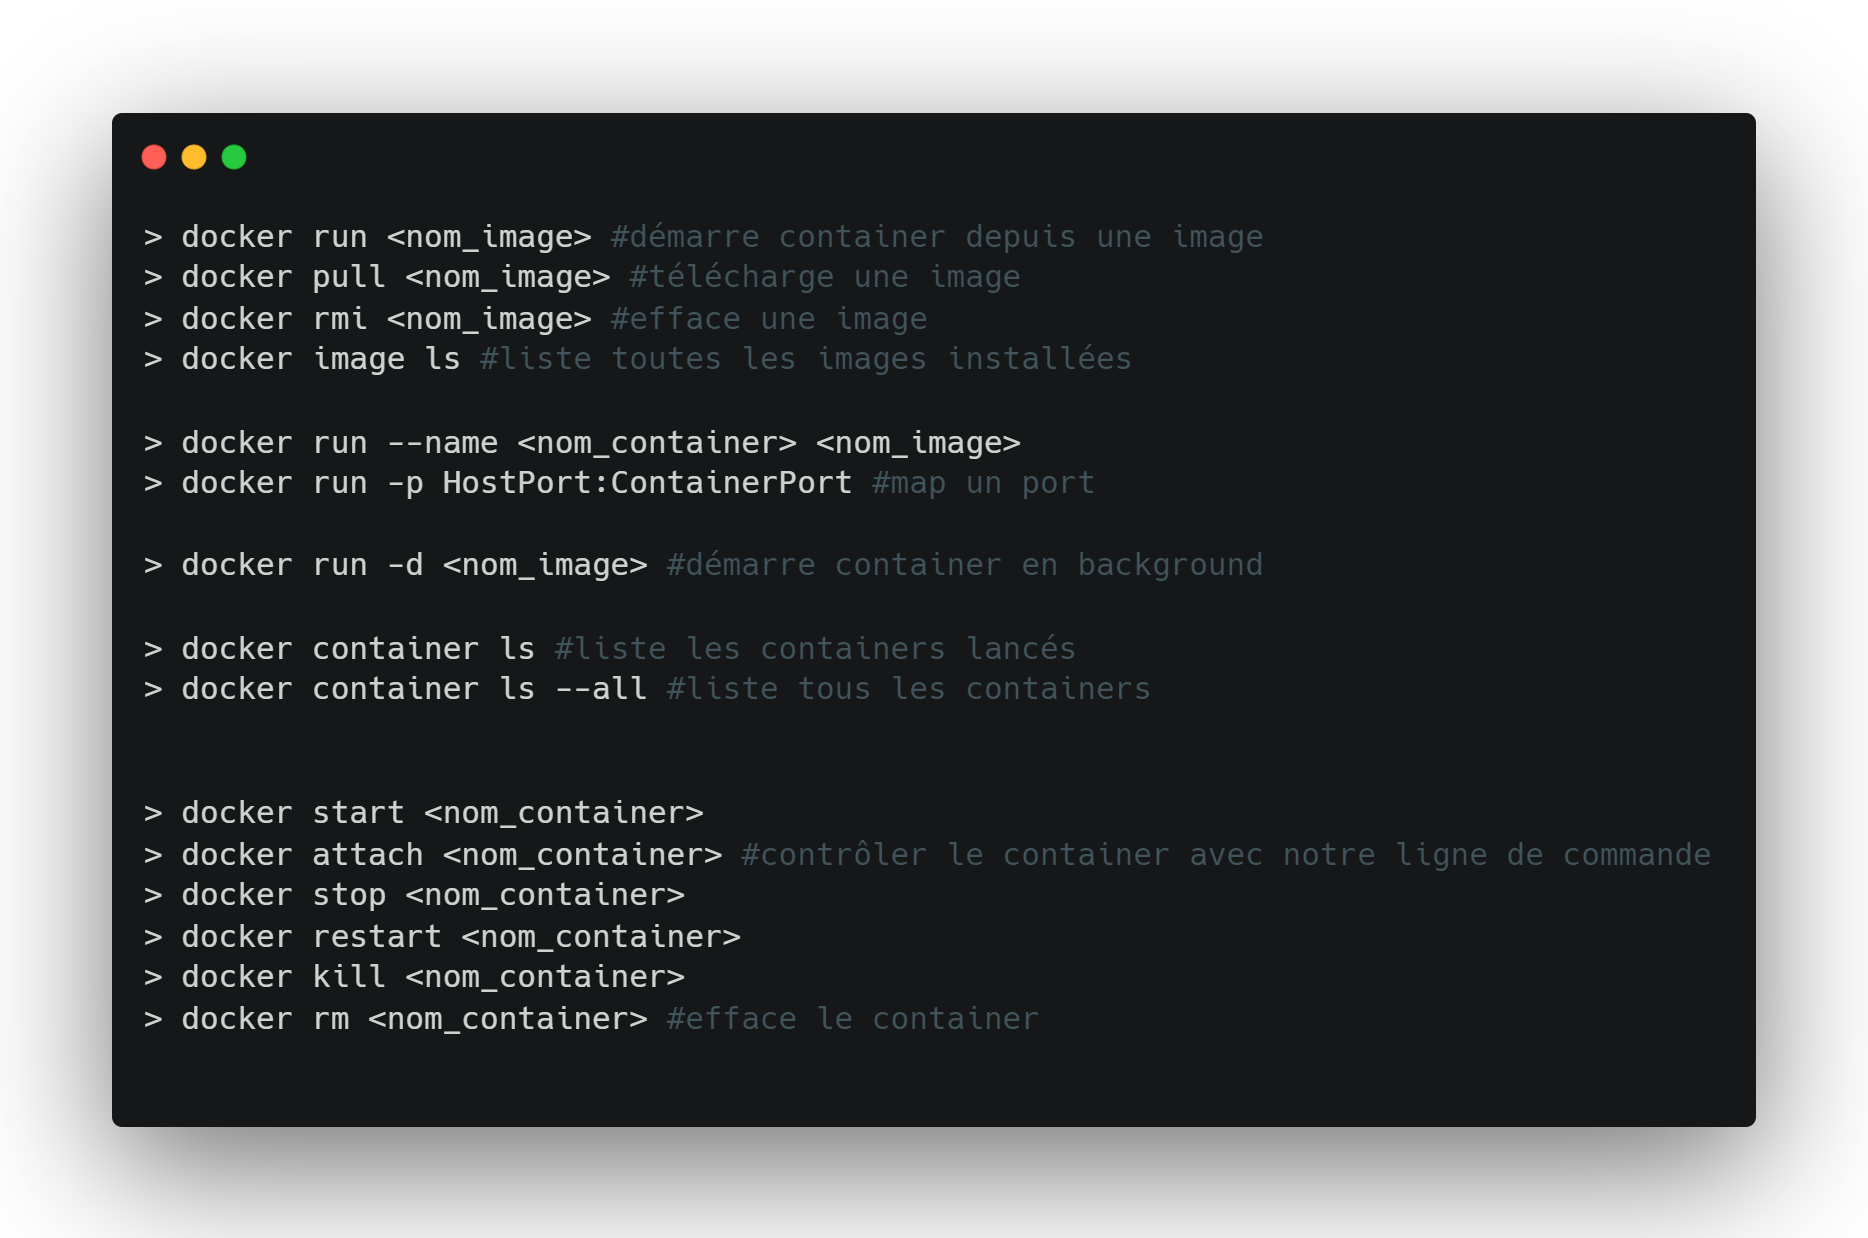 > docker run <nom_image> #démarre container depuis une image
> docker pull <nom_image> #télécharge une image
> docker rmi <nom_image> #efface une image
> docker image ls #liste toutes les images installées
> docker run --name <nom_container> <nom_image>
> docker run -p HostPort:ContainerPort #map un port
> docker run -d <nom_image> #démarre container en background
> docker container ls #liste les containers lancés
> docker container ls --all #liste tous les containers
> docker start <nom_container>
> docker attach <nom_container> #contrôler le container avec notre ligne de commande
> docker stop <nom_container>
> docker restart <nom_container>
> docker kill <nom_container>
> docker rm <nom_container> #efface le container